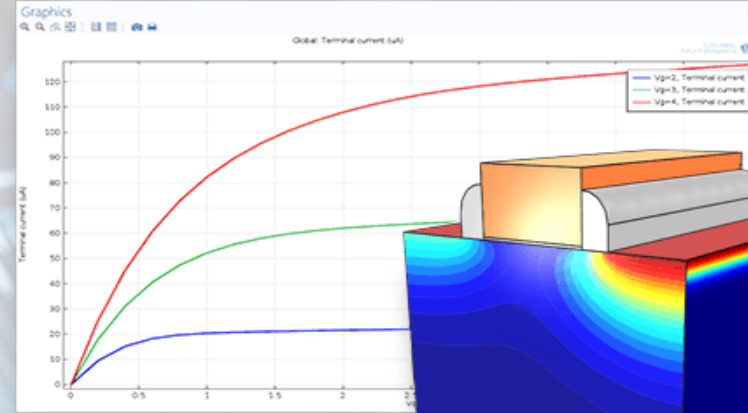 Graphics
Global: Terminal current (uA)
COMSOL
MULTIPHYSICS
Vg=2, Terminal current
Vg=3, Terminal current
Vg=4, Terminal current
Terminal current (uA)
120
110
100
90
80
70
60
50
40
30
20
10
0
0
0.5
1
1.5
2